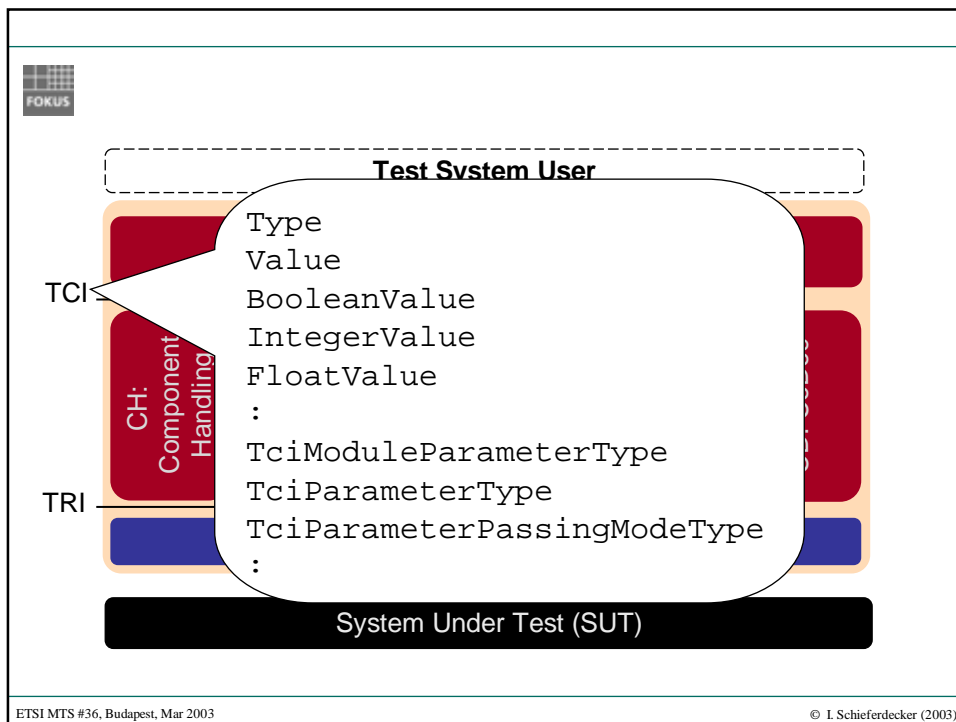 FOKUS
Test System User
Type
Value
BooleanValue
IntegerValue
FloatValue
:
TciModuleParameterType
TciParameterType
TciParameterPassingModeType
:
TCI
CH:
Component
Handling
TRI
System Under Test (SUT)
ETSI MTS #36, Budapest, Mar 2003
© I. Schieferdecker (2003)